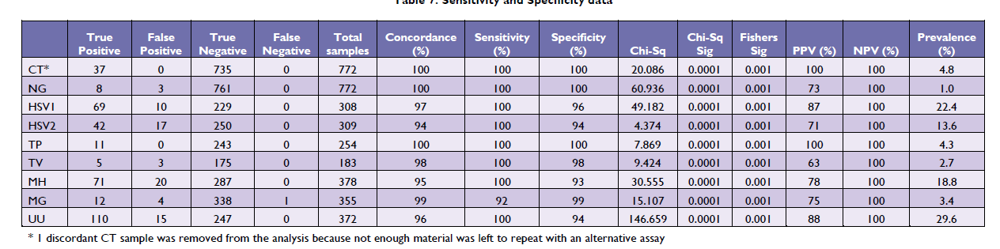 Table 7. Sensitivity and Specificity data
True Positive False Positive True Negative False Negative Total samples Concordance (%) Sensitivity (%) Specificity (%) Chi-Sq Chi-Sq Sig Fishers Sig PPV (%) NPV (%) Prevalence (%)
CT* 37 0 735 0 772 100 100 100 20.086 0.0001 0.001 100 100 4.8
NG 8 3 761 0 772 100 100 100 60.936 0.0001 0.001 73 100 1.0
HSV1 69 10 229 0 308 97 100 96 49.182 0.0001 0.001 87 100 22.4
HSV2 42 17 250 0 309 94 100 94 4.374 0.0001 0.001 71 100 13.6
TP 11 0 243 0 254 100 100 100 7.869 0.0001 0.001 100 100 4.3
TV 5 3 175 0 183 98 100 98 9.424 0.0001 0.001 63 100 2.7
MH 71 20 287 0 378 95 100 93 30.555 0.0001 0.001 78 100 18.8
MG 12 4 338 1 355 99 92 99 15.107 0.0001 0.001 75 100 3.4
UU 110 15 247 0 372 96 100 94 146.659 0.0001 0.001 88 100 29.6
* 1 discordant CT sample was removed from the analysis because not enough material was left to repeat with an alternative assay